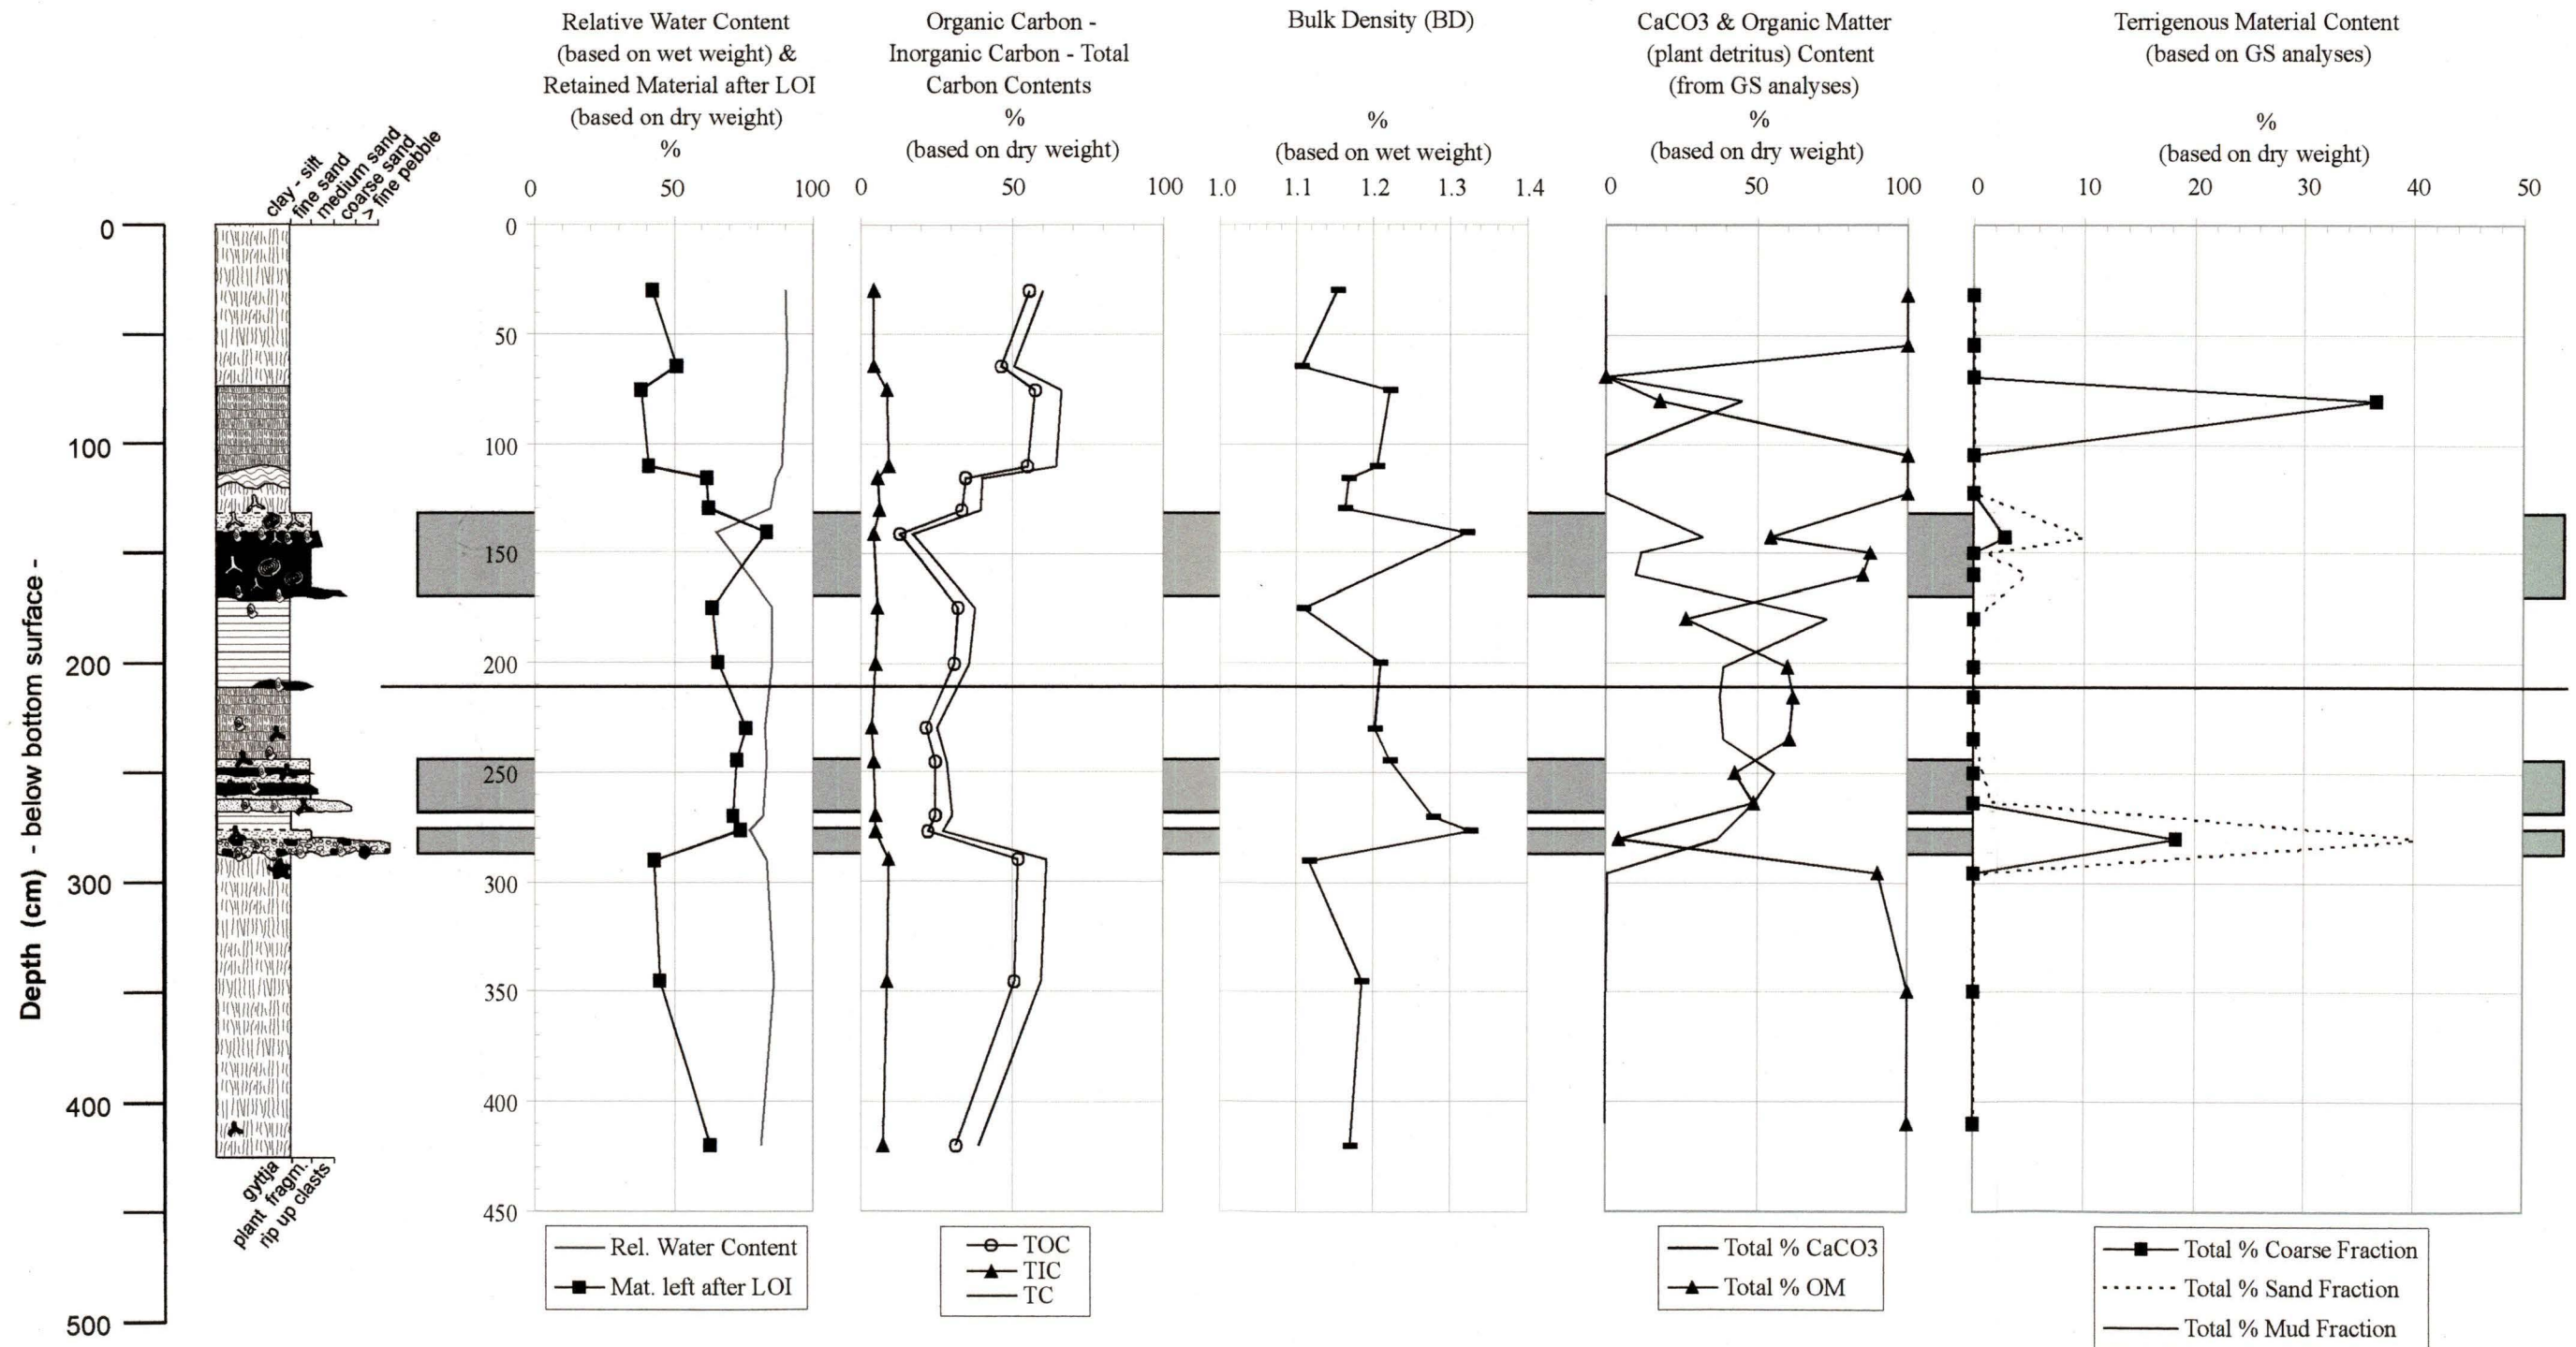 Relative Water Content
(based on wet weight) &
Retained Material after LOI
(based on dry weight)
%
0 50 100
Organic Carbon -
Inorganic Carbon - Total
Carbon Contents
%
(based on dry weight)
0 50 100
Bulk Density (BD)
%
(based on wet weight)
1.0 1.1 1.2 1.3 1.4
CaCO3 & Organic Matter
(plant detritus) Content
(from GS analyses)
%
(based on dry weight)
0 50 100
Terrigenous Material Content
(based on GS analyses)
%
(based on dry weight)
0 10 20 30 40 50
clay - silt
fine sand
medium sand
coarse sand
> fine pebble
Depth (cm) - below bottom surface -
0
100
200
300
400
500
0
50
100
150
200
250
300
350
400
450
gyttja
plant fragm.
rip up clasts
Rel. Water Content
Mat. left after LOI
TOC
TIC
TC
Total % CaCO3
Total % OM
Total % Coarse Fraction
Total % Sand Fraction
Total % Mud Fraction